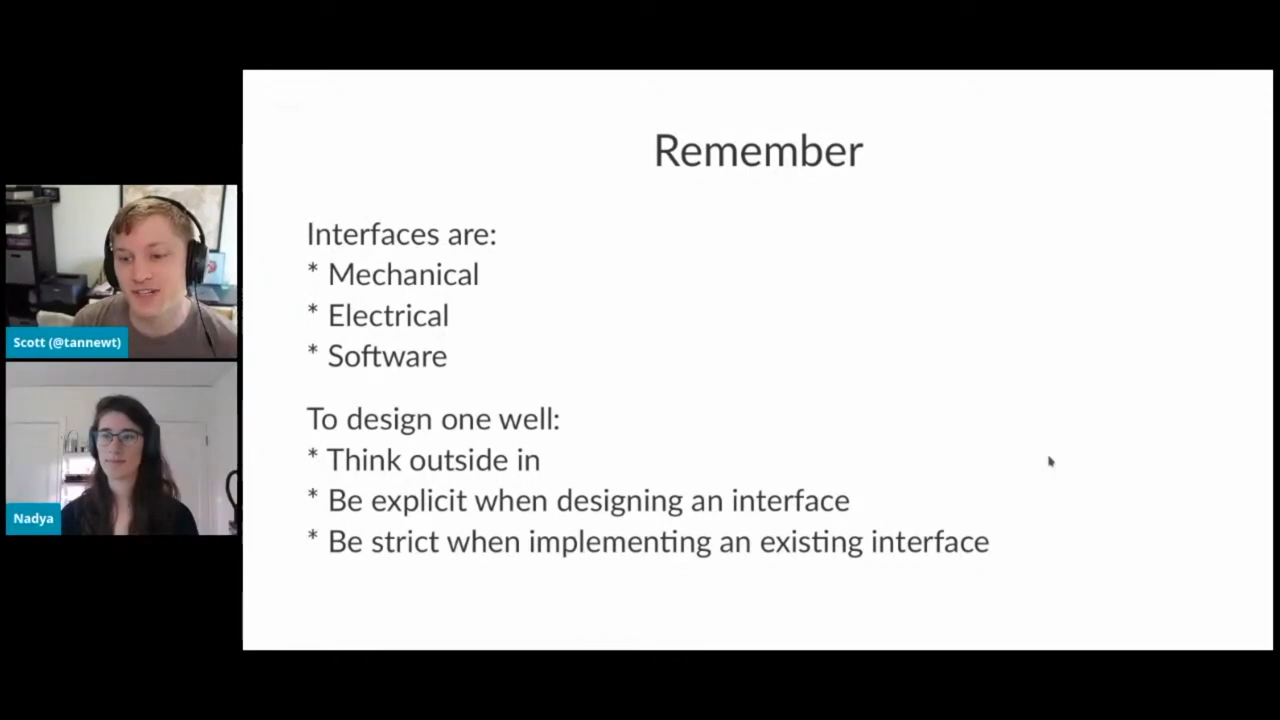 Remember
Interfaces are:
* Mechanical
* Electrical
* Software
To design one well:
* Think outside in
* Be explicit when designing an interface
* Be strict when implementing an existing interface
Scott (@tannewt)
Nadya